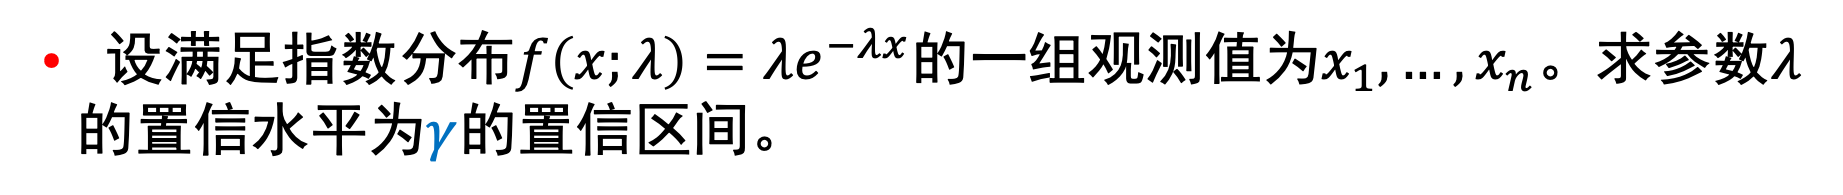 • 设满足指数分布f(x; λ) = λe^{−λx}的一组观测值为x₁, … , xₙ。求参数λ
的置信水平为γ的置信区间。